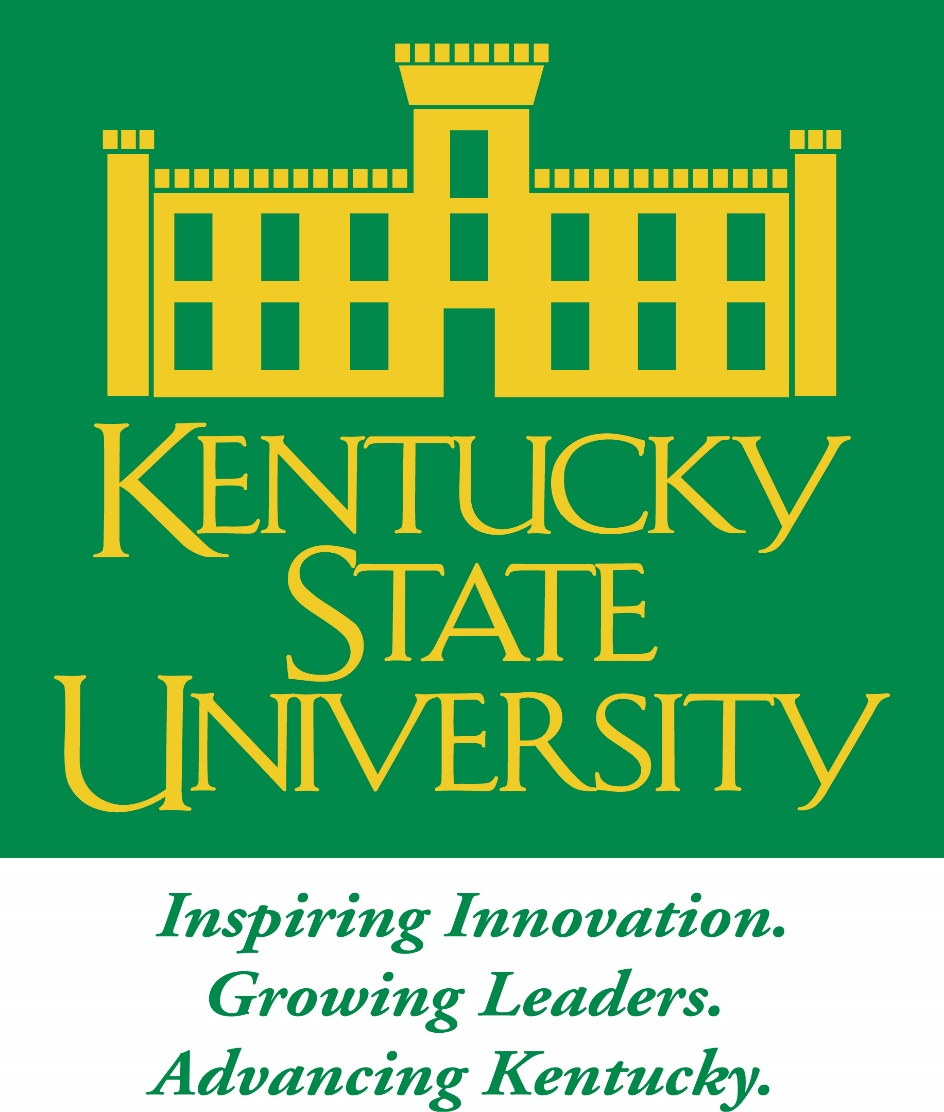 KENTUCKY
STATE
UNIVERSITY
Inspiring Innovation.
Growing Leaders.
Advancing Kentucky.